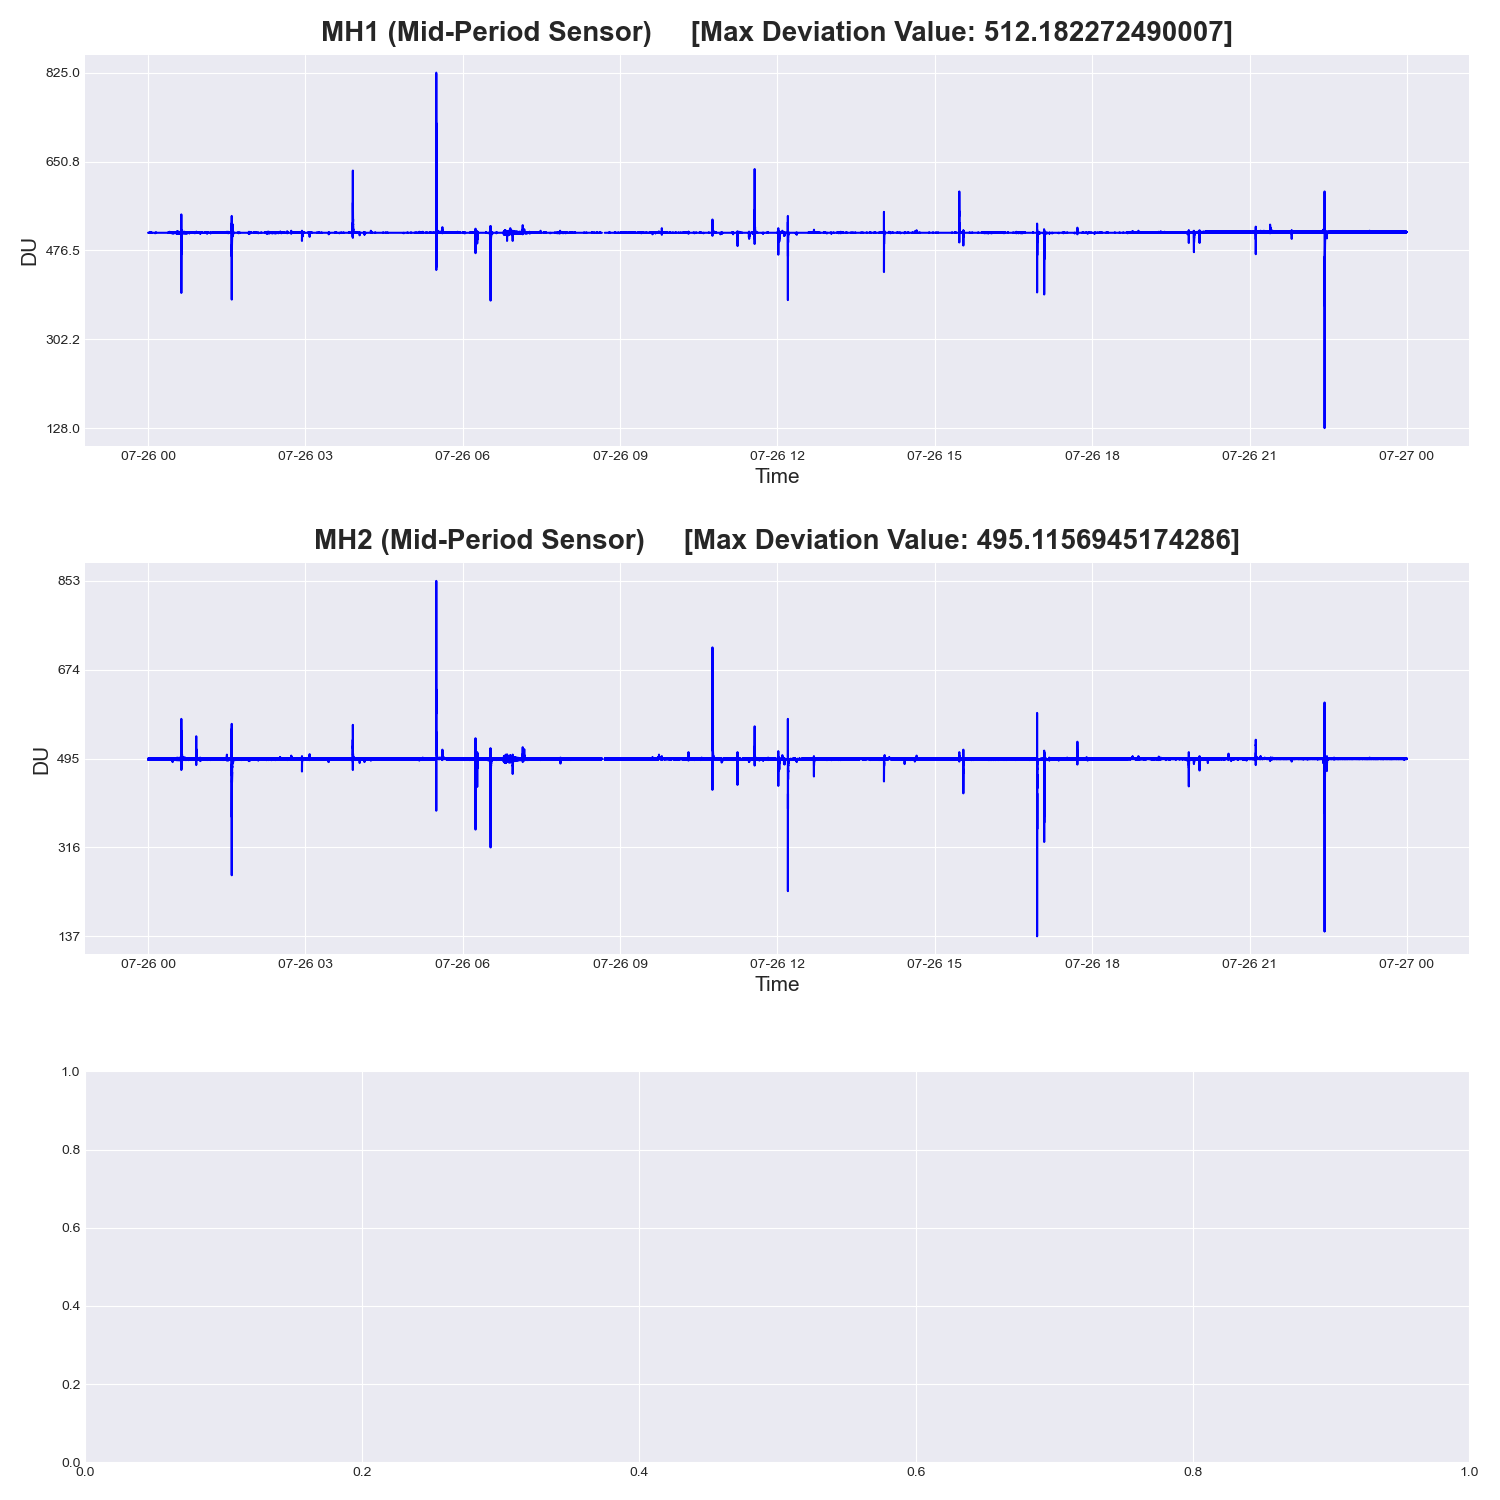 MH1 (Mid-Period Sensor) [Max Deviation Value: 512.182272490007]
825.0
650.8
476.5
302.2
128.0
DU
07-26 00 07-26 03 07-26 06 07-26 09 07-26 12 07-26 15 07-26 18 07-26 21 07-27 00
Time
MH2 (Mid-Period Sensor) [Max Deviation Value: 495.1156945174286]
853
674
495
316
137
DU
07-26 00 07-26 03 07-26 06 07-26 09 07-26 12 07-26 15 07-26 18 07-26 21 07-27 00
Time
1.0
0.8
0.6
0.4
0.2
0.0
0.0 0.2 0.4 0.6 0.8 1.0